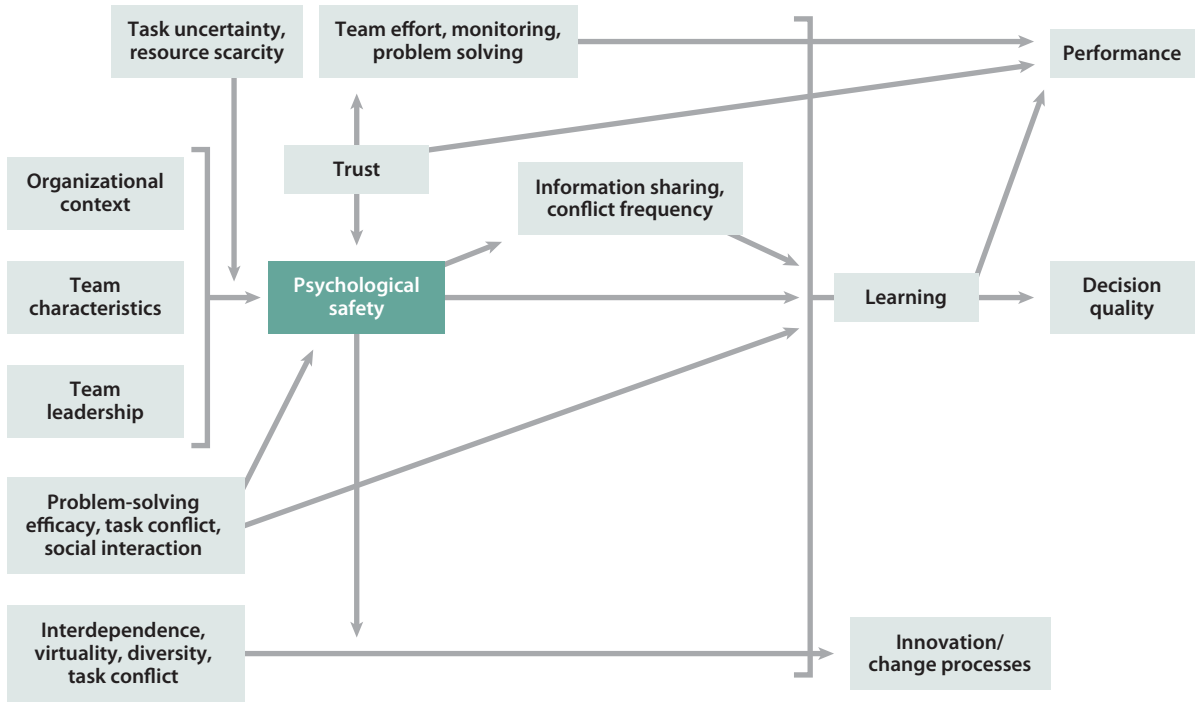 Task uncertainty,
resource scarcity
Team effort, monitoring,
problem solving
Performance
Trust
Organizational
context
Information sharing,
conflict frequency
Team
characteristics
Psychological
safety
Learning
Decision
quality
Team
leadership
Problem-solving
efficacy, task conflict,
social interaction
Interdependence,
virtuality, diversity,
task conflict
Innovation/
change processes